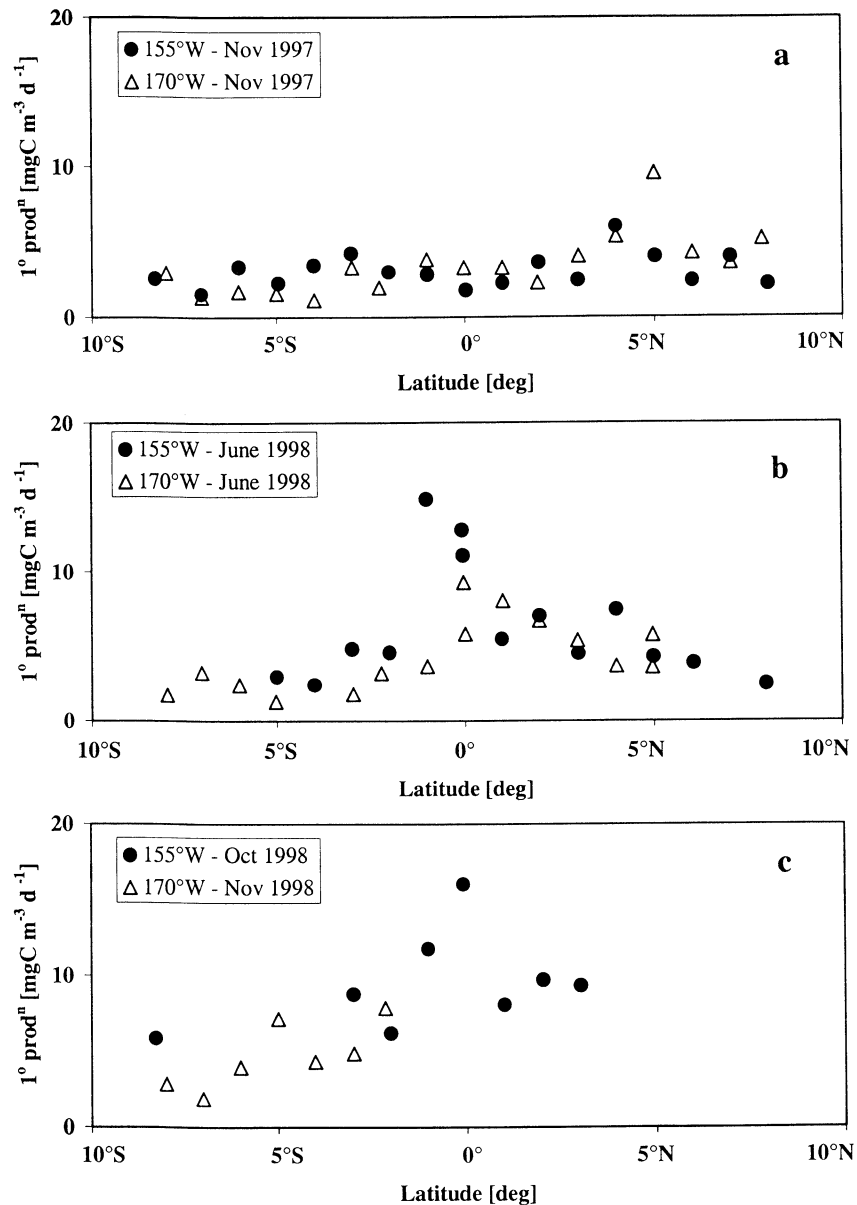 20
● 155°W - Nov 1997
△ 170°W - Nov 1997
a
1° prodⁿ [mgC m⁻³ d⁻¹]
10
0
10°S 5°S 0° 5°N 10°N
Latitude [deg]
20
● 155°W - June 1998
△ 170°W - June 1998
b
1° prodⁿ [mgC m⁻³ d⁻¹]
10
0
10°S 5°S 0° 5°N 10°N
Latitude [deg]
20
● 155°W - Oct 1998
△ 170°W - Nov 1998
c
1° prodⁿ [mgC m⁻³ d⁻¹]
10
0
10°S 5°S 0° 5°N 10°N
Latitude [deg]